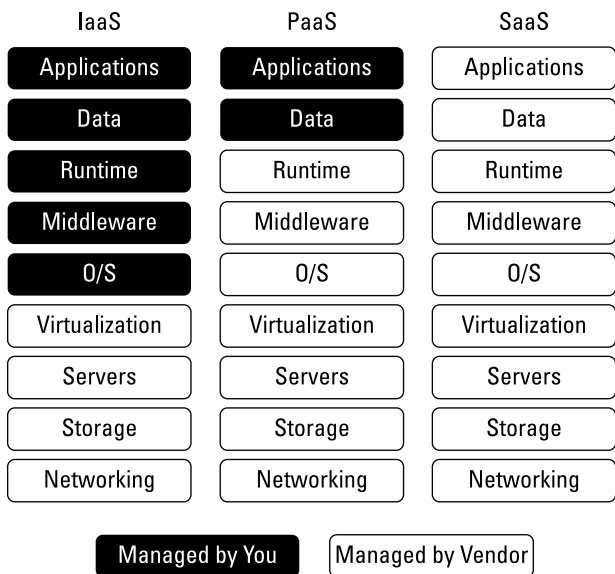 IaaS PaaS SaaS
Applications Applications Applications
Data Data Data
Runtime Runtime Runtime
Middleware Middleware Middleware
O/S O/S O/S
Virtualization Virtualization Virtualization
Servers Servers Servers
Storage Storage Storage
Networking Networking Networking
Managed by You Managed by Vendor